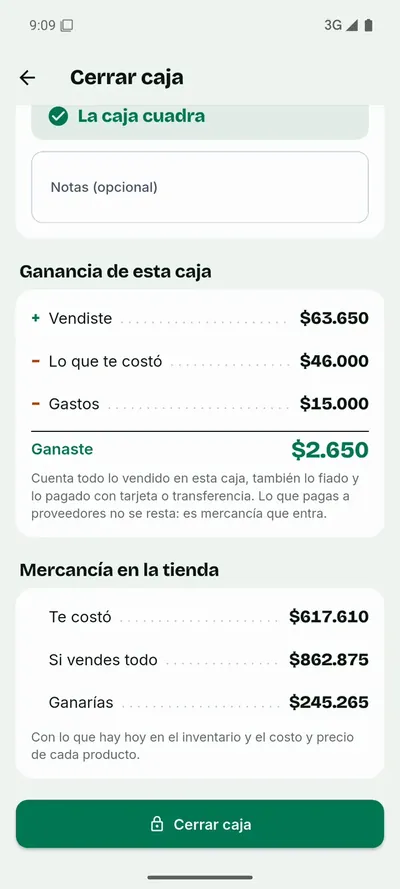 9:09
3G
Cerrar caja
La caja cuadra
Notas (opcional)
Ganancia de esta caja
+ Vendiste $63.650
− Lo que te costó $46.000
− Gastos $15.000
Ganaste $2.650
Cuenta todo lo vendido en esta caja, también lo fiado y
lo pagado con tarjeta o transferencia. Lo que pagas a
proveedores no se resta: es mercancía que entra.
Mercancía en la tienda
Te costó $617.610
Si vendes todo $862.875
Ganarías $245.265
Con lo que hay hoy en el inventario y el costo y precio
de cada producto.
Cerrar caja